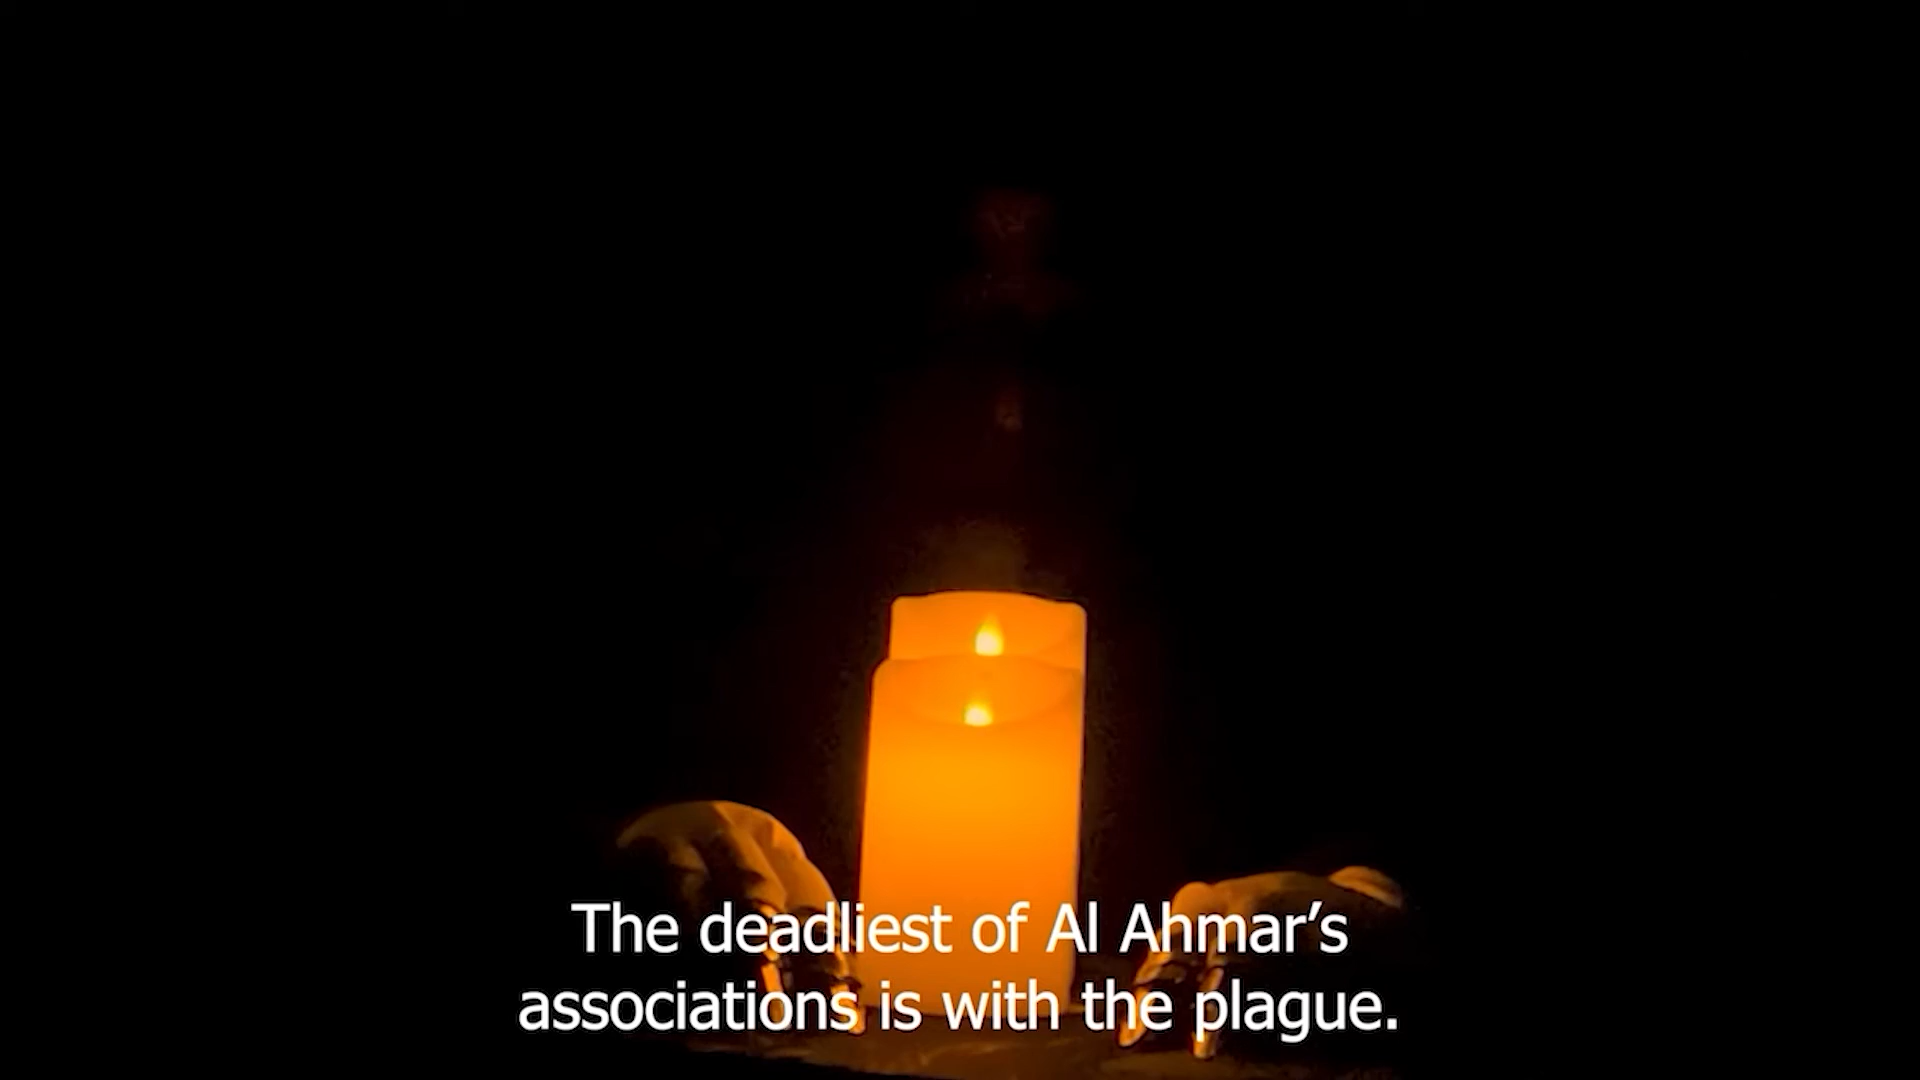 The deadliest of Al Ahmar’s
associations is with the plague.